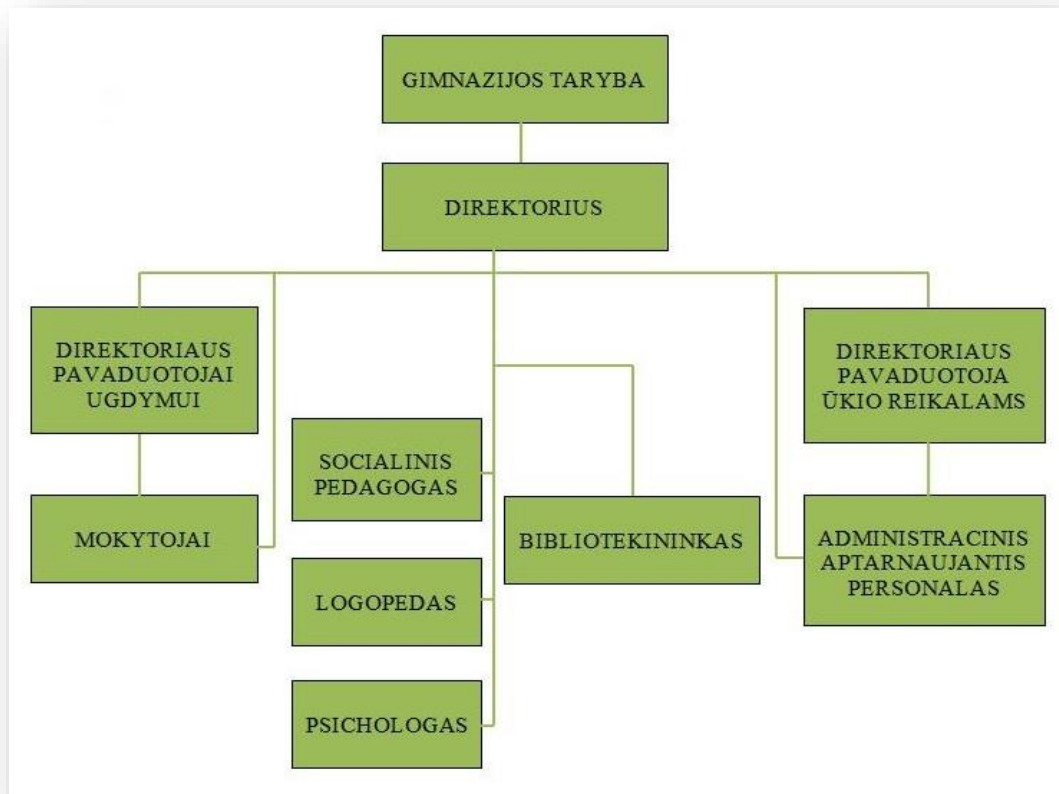 GIMNAZIJOS TARYBA
DIREKTORIUS
DIREKTORIAUS
PAVADUOTOJAI
UGDYMUI
DIREKTORIAUS
PAVADUOTOJA
ŪKIO REIKALAMS
SOCIALINIS
PEDAGOGAS
MOKYTOJAI
BIBLIOTEKININKAS
ADMINISTRACINIS
APTARNAUJANTIS
PERSONALAS
LOGOPEDAS
PSICHOLOGAS